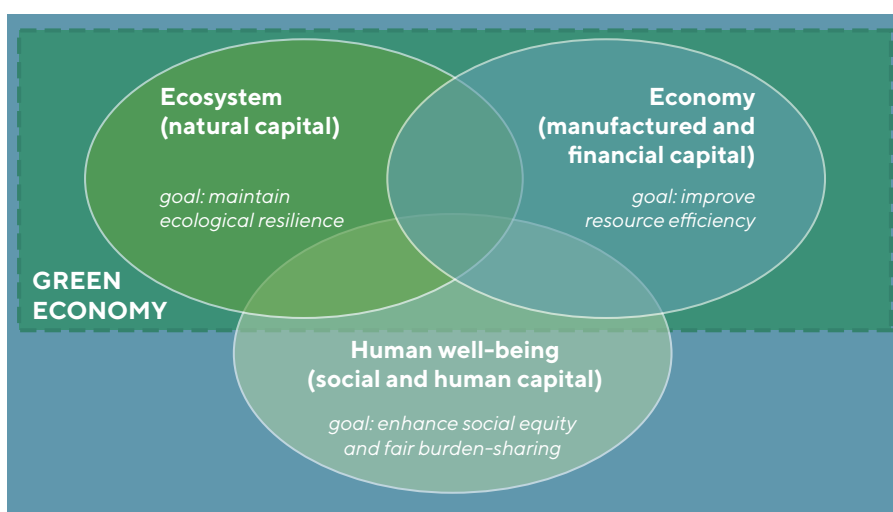 Ecosystem
(natural capital)
goal: maintain
ecological resilience
Economy
(manufactured and
financial capital)
goal: improve
resource efficiency
GREEN
ECONOMY
Human well-being
(social and human capital)
goal: enhance social equity
and fair burden-sharing